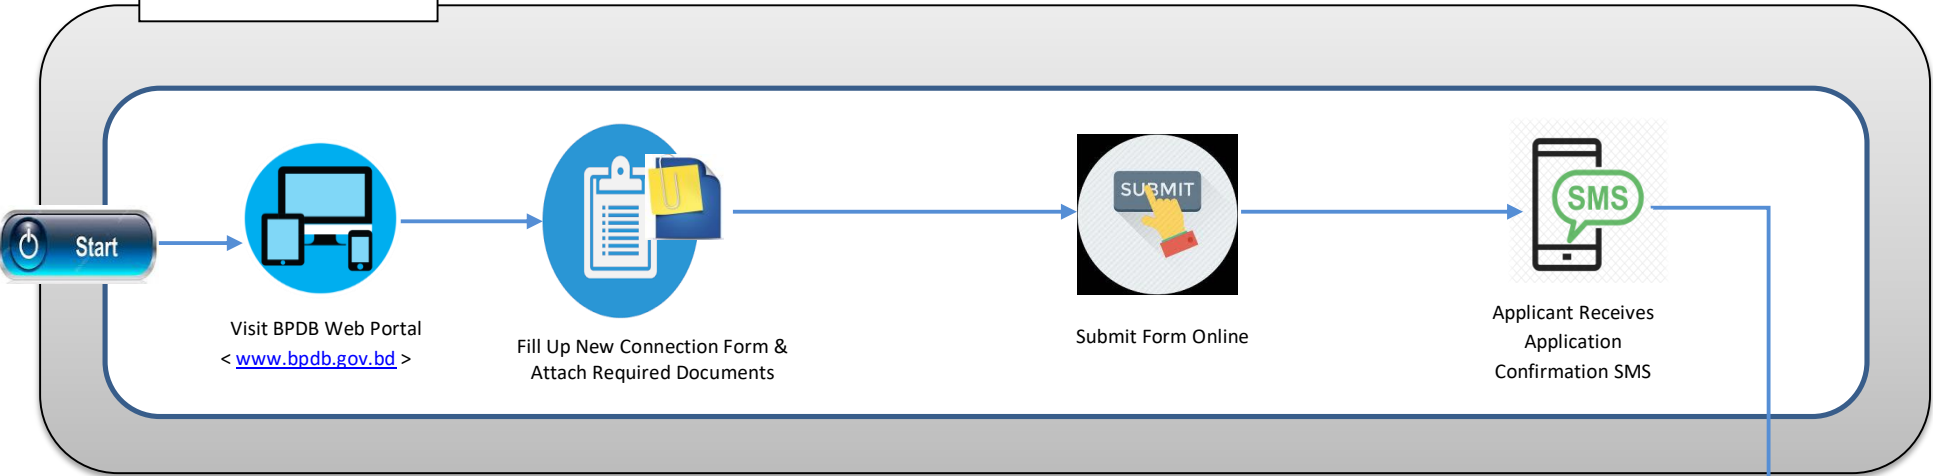 Start
Visit BPDB Web Portal
< www.bpdb.gov.bd >
Fill Up New Connection Form &
Attach Required Documents
SUBMIT
Submit Form Online
SMS
Applicant Receives
Application
Confirmation SMS